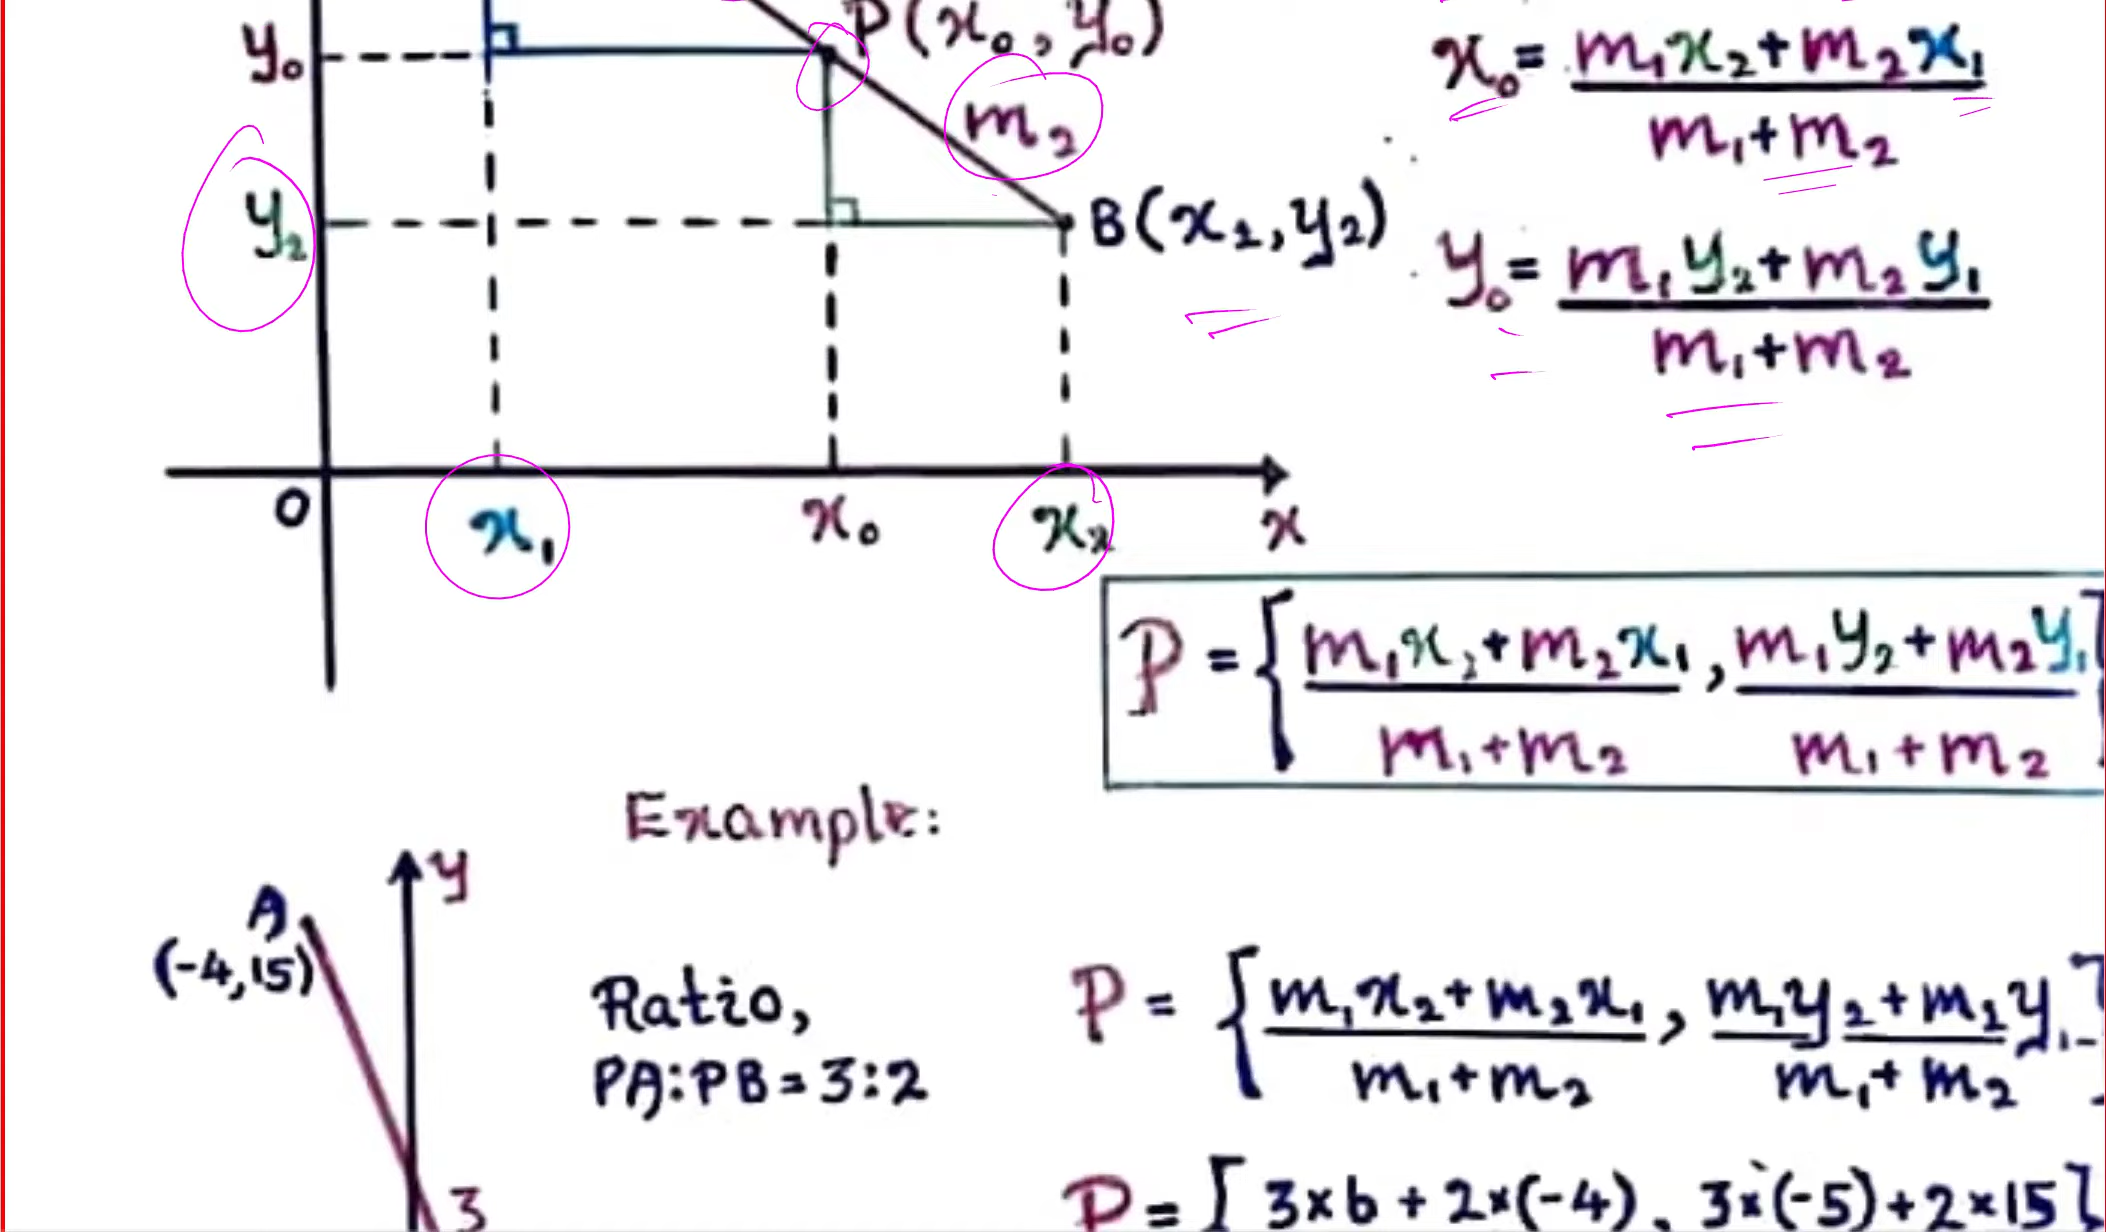 y₀
P(x₀, y₀)
m₂
y₂
B(x₂, y₂)
O
x₁
x₀
x₂
x
x₀ = (m₁x₂ + m₂x₁) / (m₁ + m₂)
y₀ = (m₁y₂ + m₂y₁) / (m₁ + m₂)
P = { (m₁x₂ + m₂x₁) / (m₁ + m₂) , (m₁y₂ + m₂y₁) / (m₁ + m₂) }
Example:
y
A
(-4,15)
3
Ratio,
PA:PB = 3:2
P = { (m₁x₂ + m₂x₁) / (m₁ + m₂) , (m₁y₂ + m₂y₁) / (m₁ + m₂) }
P = [ 3×6 + 2×(-4) , 3×(-5) + 2×15 ]